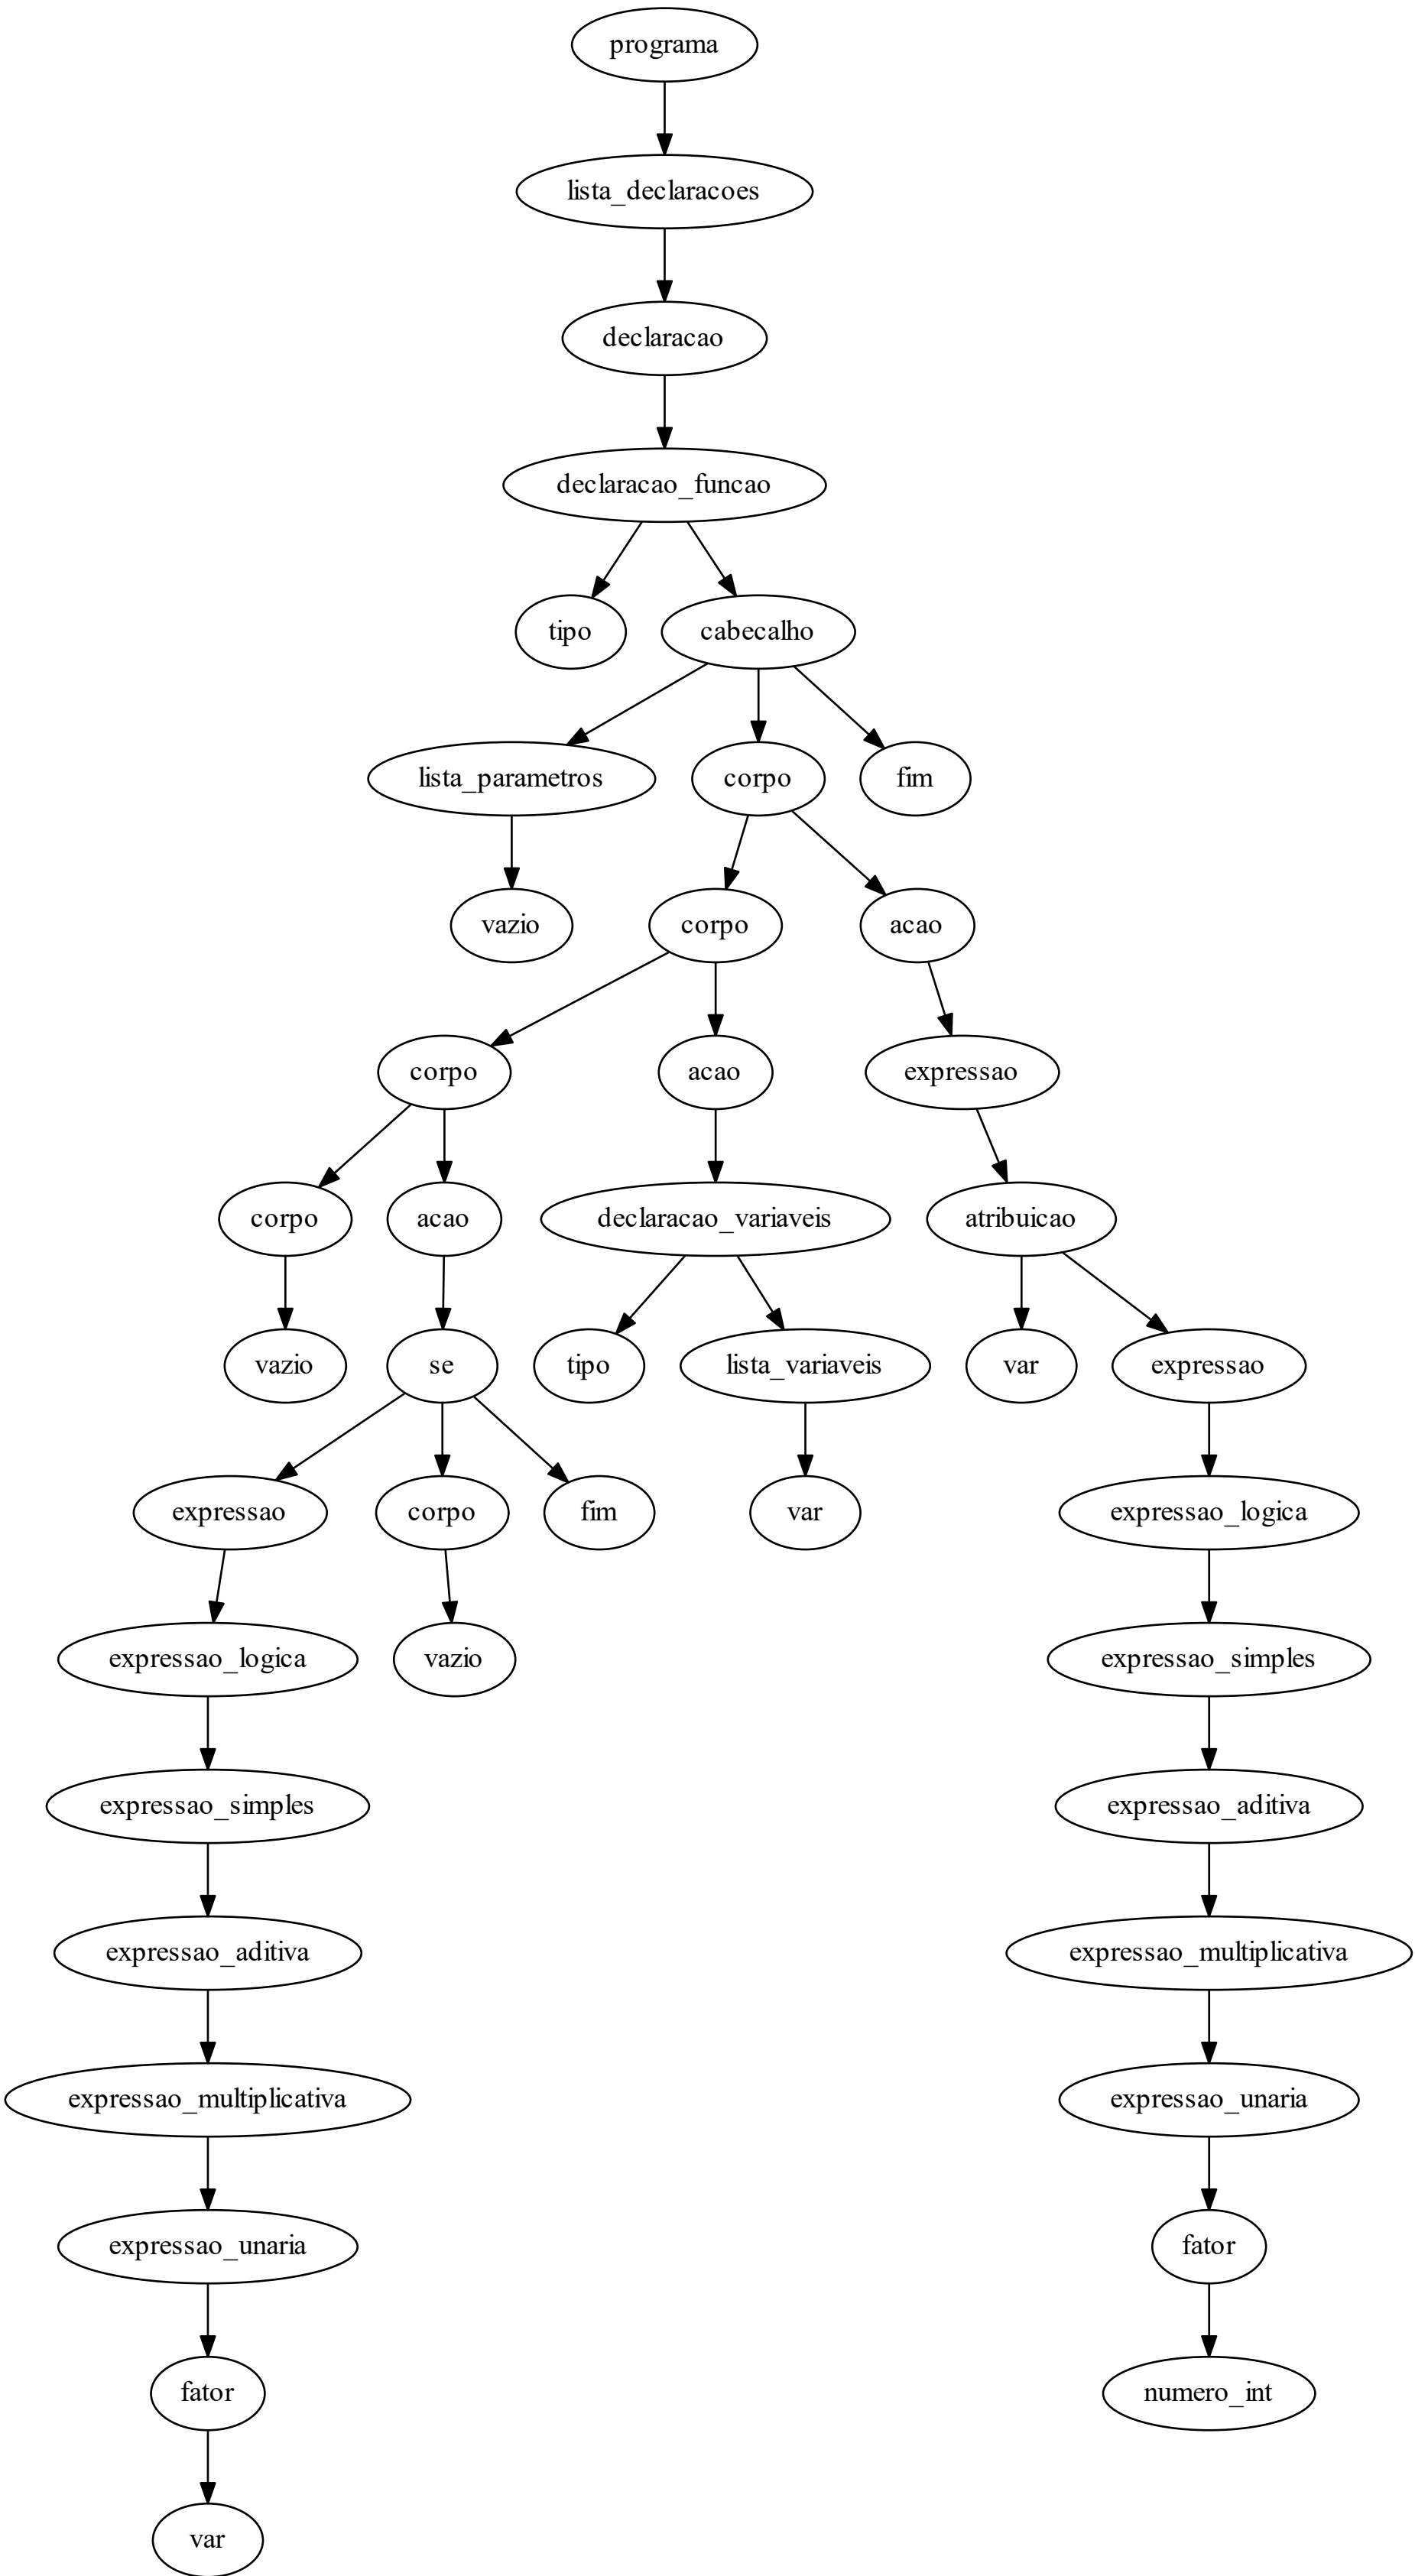 programa
lista_declaracoes
declaracao
declaracao_funcao
tipo
cabecalho
lista_parametros
corpo
fim
vazio
corpo
acao
corpo
acao
expressao
corpo
acao
declaracao_variaveis
atribuicao
vazio
se
tipo
lista_variaveis
var
expressao
expressao
corpo
fim
var
expressao_logica
expressao_logica
vazio
expressao_simples
expressao_simples
expressao_aditiva
expressao_aditiva
expressao_multiplicativa
expressao_multiplicativa
expressao_unaria
expressao_unaria
fator
fator
numero_int
var